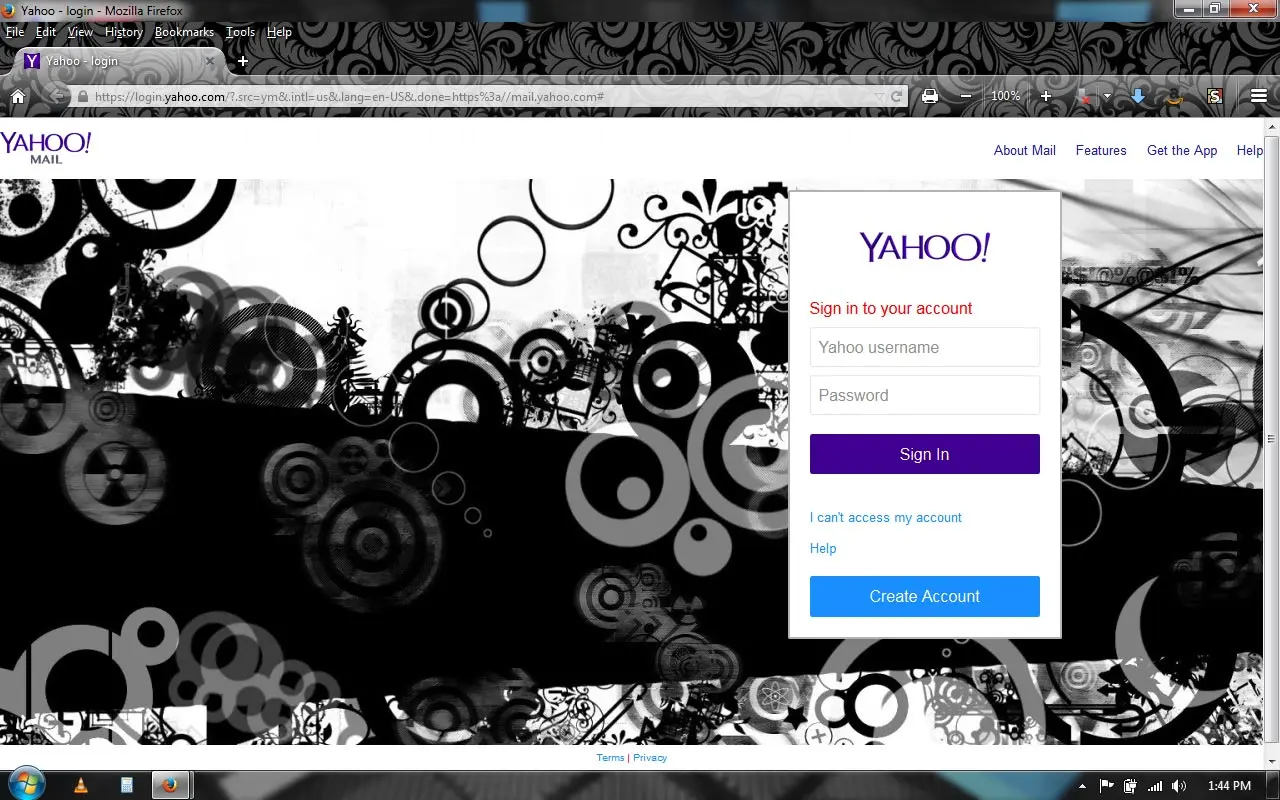 Yahoo - login - Mozilla Firefox
File Edit View History Bookmarks Tools Help
Y Yahoo - login
https://login.yahoo.com/?.src=ym&.intl=us&.lang=en-US&.done=https%3a//mail.yahoo.com#
100%
YAHOO!
MAIL
About Mail Features Get the App Help
YAHOO!
Sign in to your account
Yahoo username
Password
Sign In
I can't access my account
Help
Create Account
Terms | Privacy
1:44 PM